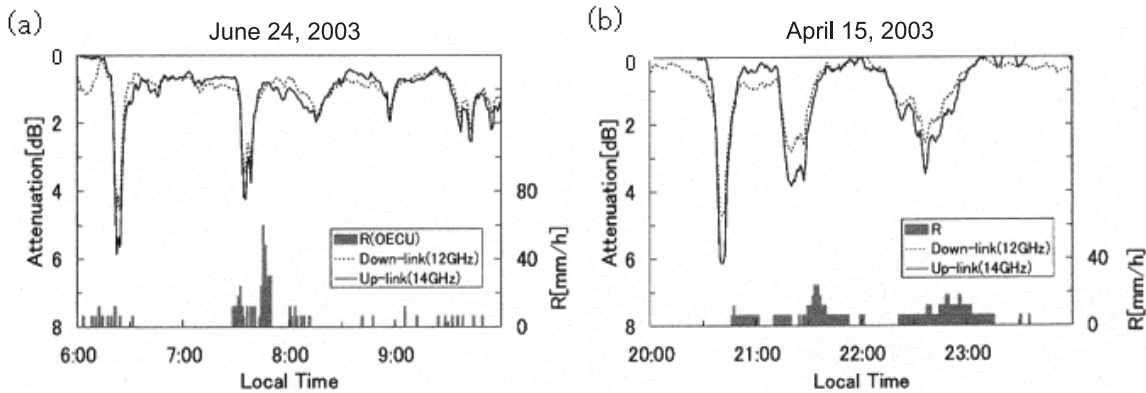 (a)
June 24, 2003
0
2
4
6
8
Attenuation[dB]
80
40
0
R[mm/h]
R(OECU)
Down-link(12GHz)
Up-link(14GHz)
6:00 7:00 8:00 9:00
Local Time
(b)
April 15, 2003
0
2
4
6
8
Attenuation[dB]
40
0
R[mm/h]
R
Down-link(12GHz)
Up-link(14GHz)
20:00 21:00 22:00 23:00
Local Time